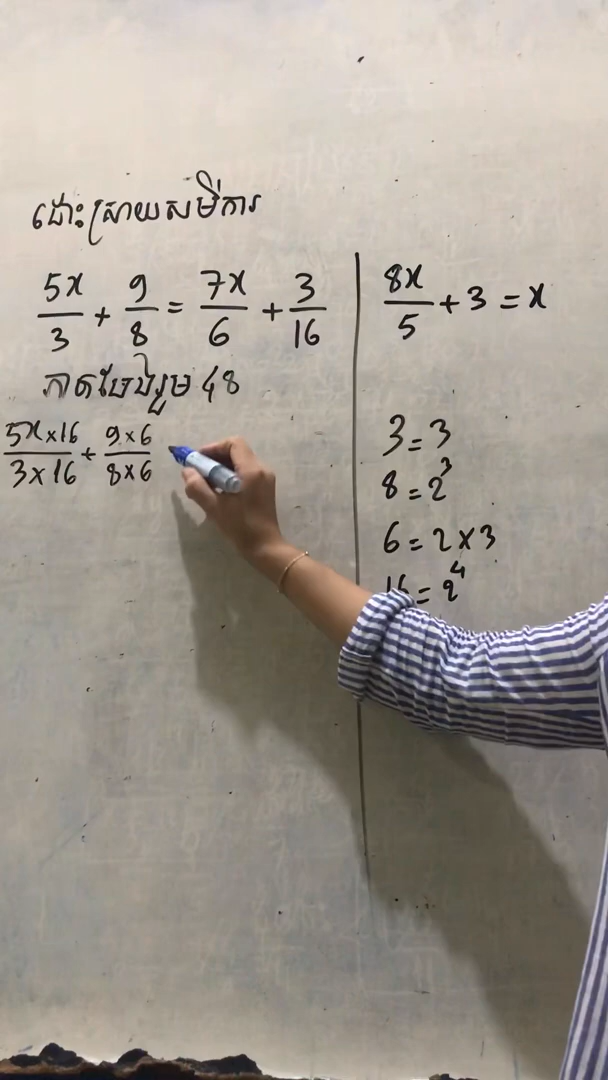 ដោះស្រាយសមីការ
5x/3 + 9/8 = 7x/6 + 3/16
ភាគបែងរួម 48
5x×16/3×16 + 9×6/8×6
8x/5 + 3 = x
3 = 3
8 = 2³
6 = 2×3
16 = 2⁴